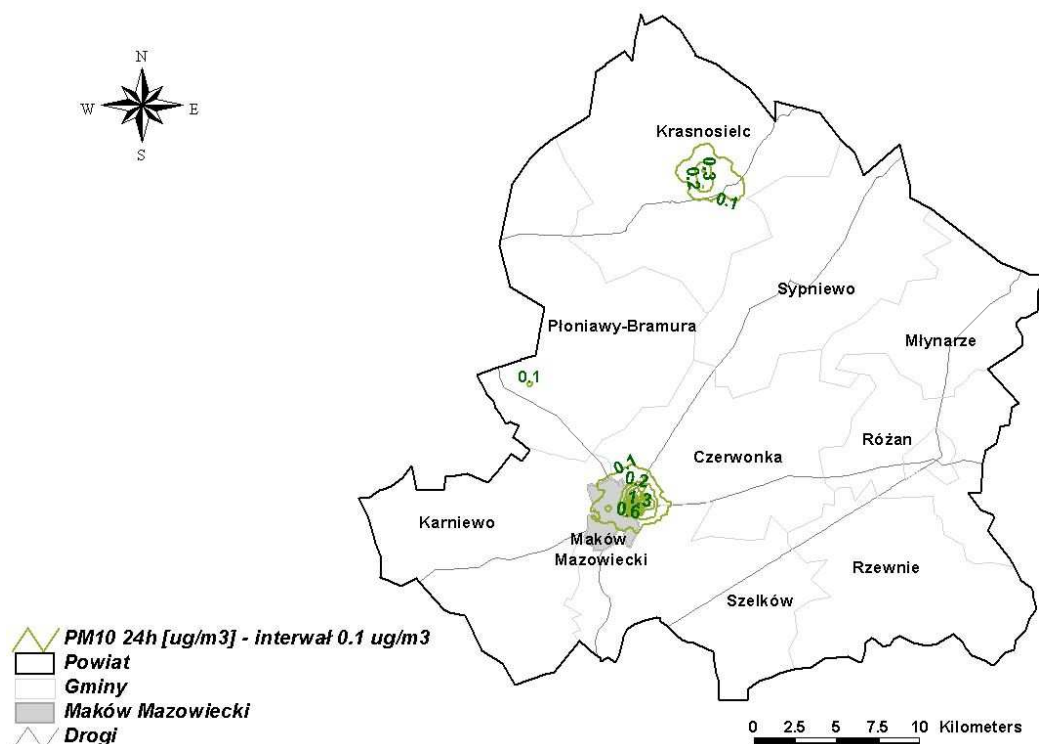 N
W E
S
Krasnosielc
0.3
0.2
0.1
Sypniewo
Płoniawy-Bramura
Młynarze
0.1
Różan
Czerwonka
0.1
0.2
1.3
0.6
Karniewo
Maków
Mazowiecki
Rzewnie
Szelków
PM10 24h [ug/m3] - interwał 0.1 ug/m3
Powiat
Gminy
Maków Mazowiecki
Drogi
0 2.5 5 7.5 10 Kilometers